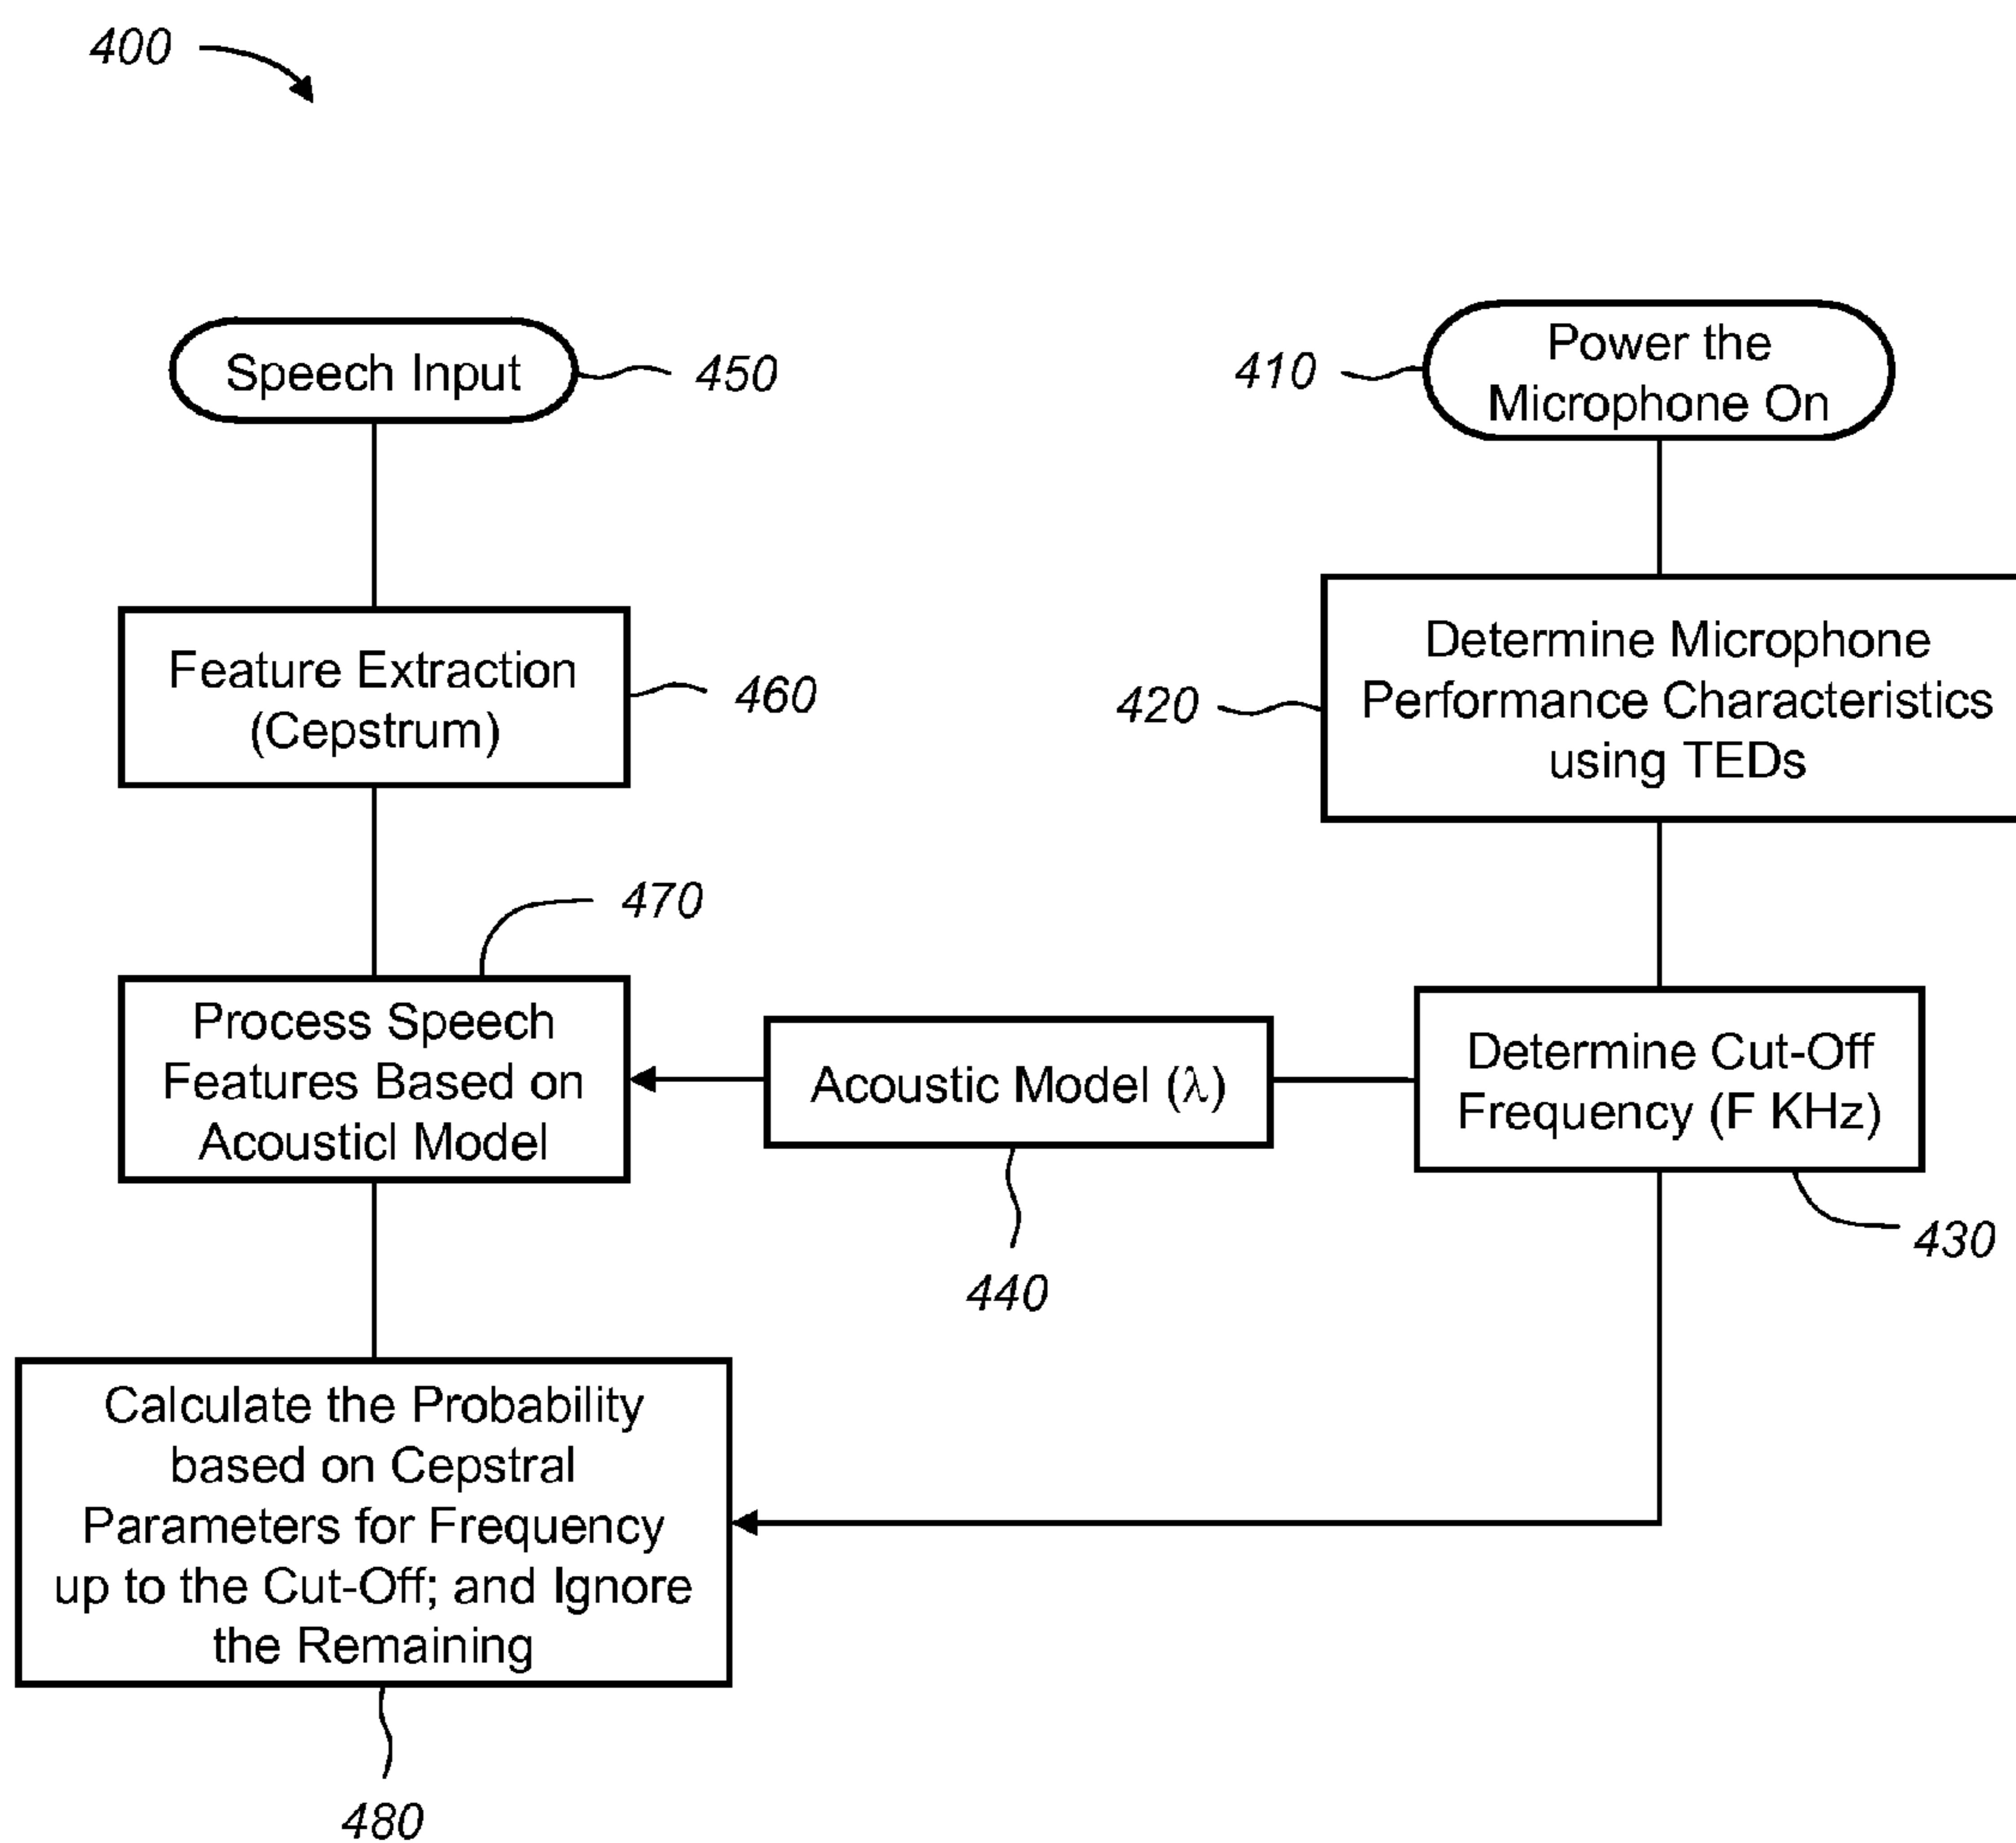 400
Speech Input
450
410
Power the
Microphone On
Feature Extraction
(Cepstrum)
460
420
Determine Microphone
Performance Characteristics
using TEDs
470
Process Speech
Features Based on
Acousticl Model
Acoustic Model (λ)
440
Determine Cut-Off
Frequency (F KHz)
430
Calculate the Probability
based on Cepstral
Parameters for Frequency
up to the Cut-Off; and Ignore
the Remaining
480